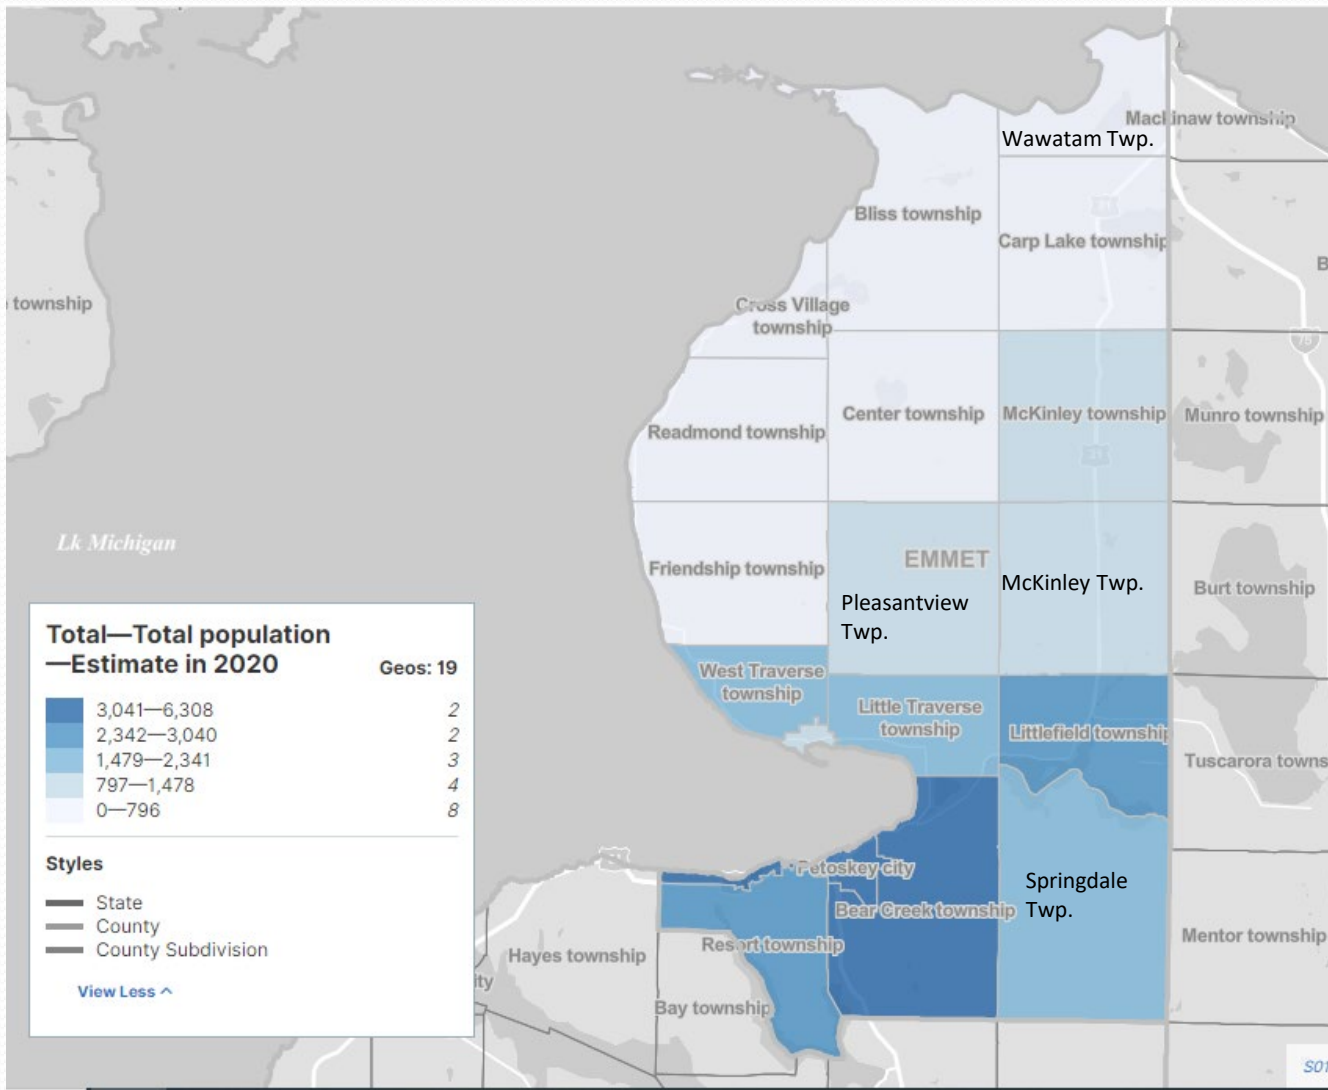 Mackinaw township
Wawatam Twp.
Bliss township
Carp Lake township
township
Cross Village
township
75
Center township
McKinley township
Munro township
Readmond township
31
Lk Michigan
EMMET
Friendship township
McKinley Twp.
Burt township
Pleasantview
Twp.
Total—Total population
—Estimate in 2020
Geos: 19
3,041—6,308 2
2,342—3,040 2
1,479—2,341 3
797—1,478 4
0—796 8
Styles
State
County
County Subdivision
View Less
West Traverse
township
Little Traverse
township
Littlefield township
Tuscarora towns
Petoskey city
Springdale
Twp.
Bear Creek township
Mentor township
Resort township
Hayes township
ity
Bay township
S01